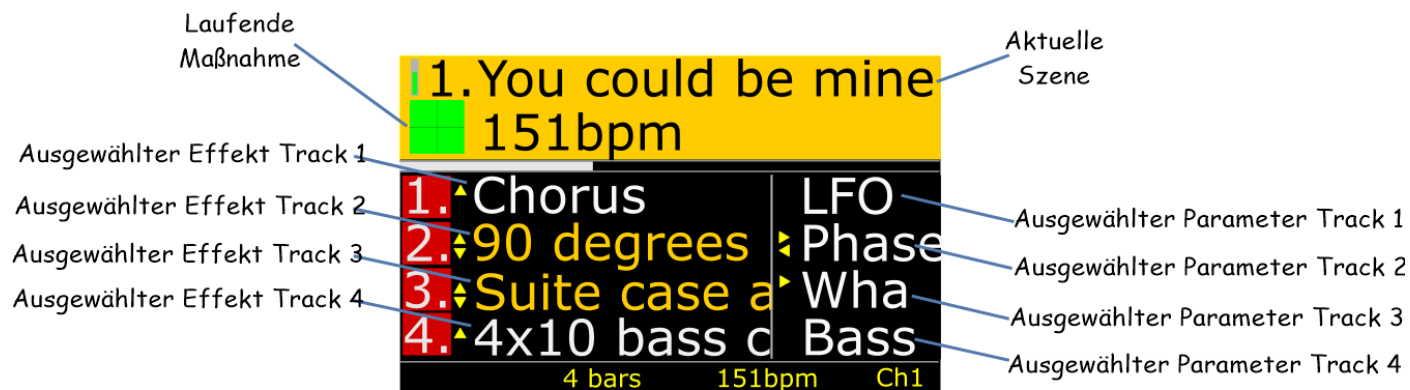 Laufende
Maßnahme
Aktuelle
Szene
1.You could be mine
151bpm
Ausgewählter Effekt Track 1
Ausgewählter Effekt Track 2
Ausgewählter Effekt Track 3
Ausgewählter Effekt Track 4
1. Chorus LFO
2. 90 degrees Phase
3. Suite case a Wha
4. 4x10 bass c Bass
4 bars 151bpm Ch1
Ausgewählter Parameter Track 1
Ausgewählter Parameter Track 2
Ausgewählter Parameter Track 3
Ausgewählter Parameter Track 4